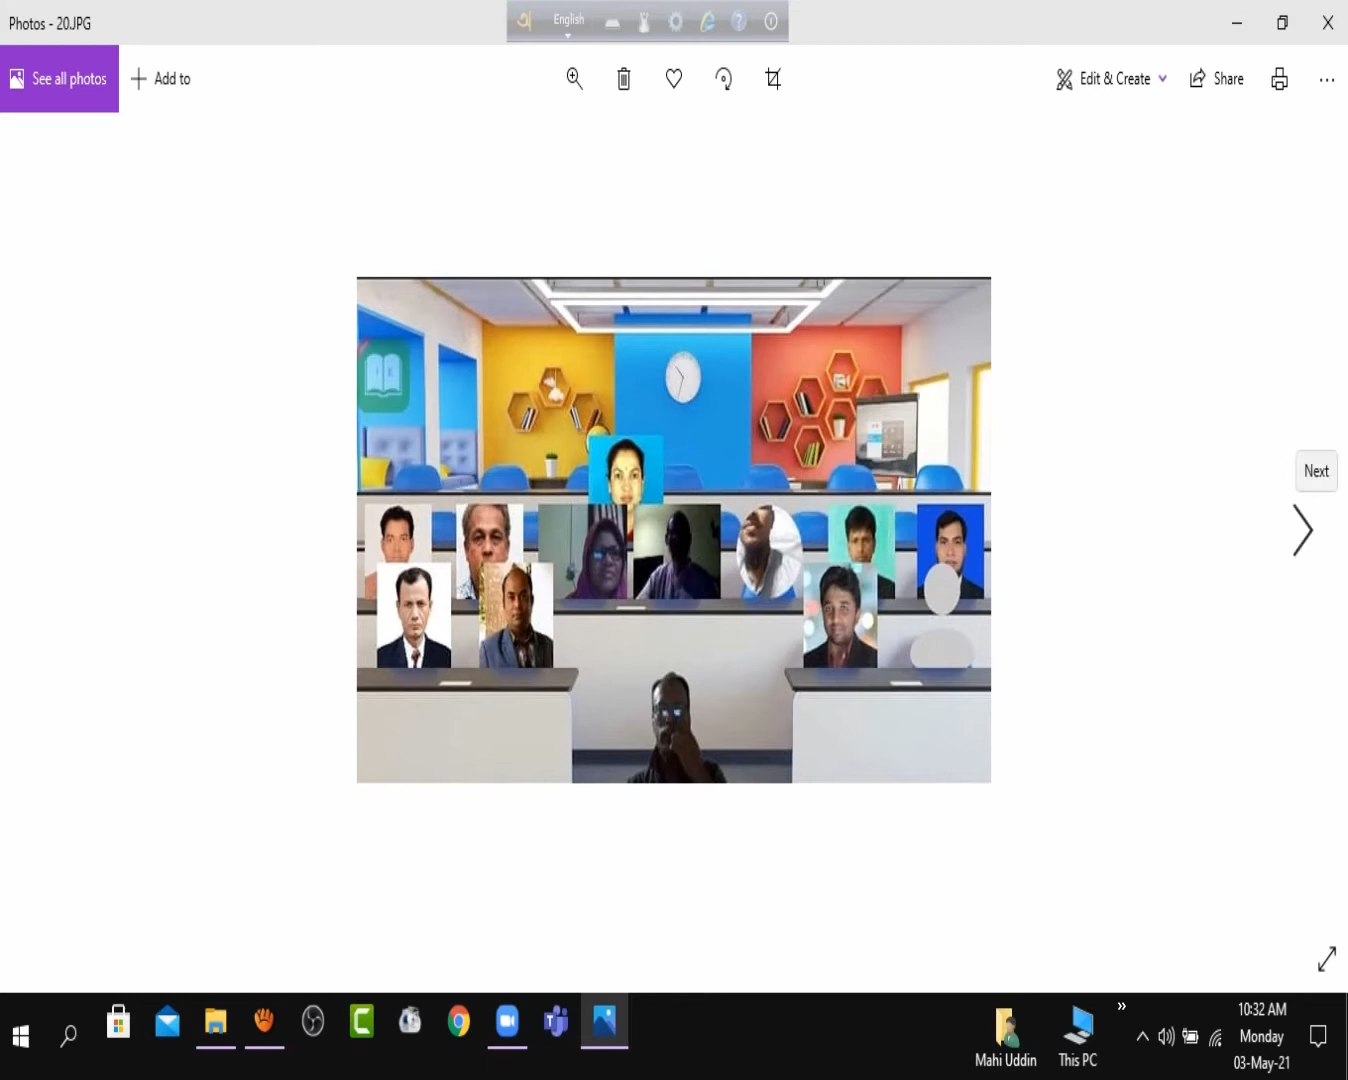 Photos - 20.JPG
অ English
See all photos
Add to
Edit & Create
Share
Next
Mahi Uddin
This PC
10:32 AM
Monday
03-May-21